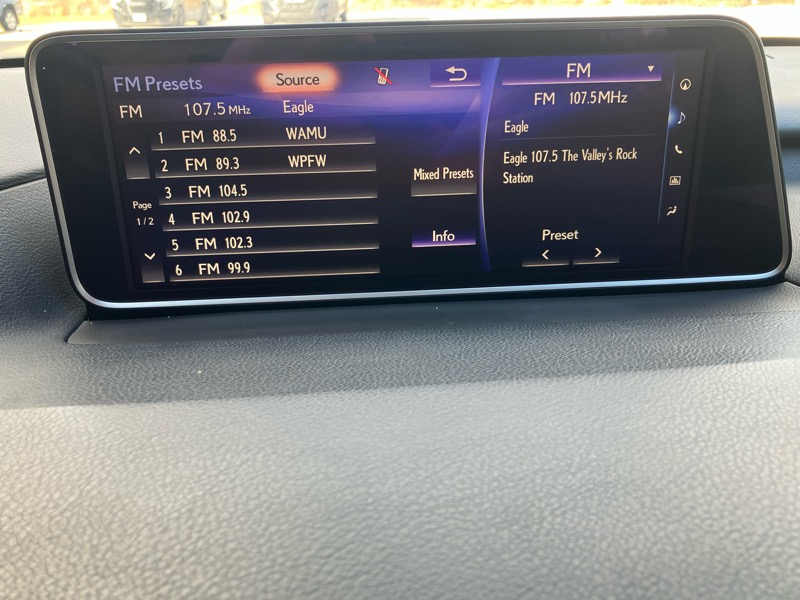 FM Presets Source
FM 107.5 MHz Eagle
1 FM 88.5 WAMU
2 FM 89.3 WPFW
3 FM 104.5
4 FM 102.9
5 FM 102.3
6 FM 99.9
Page
1/2
Mixed Presets
Info
FM
FM 107.5MHz
Eagle
Eagle 107.5 The Valley's Rock
Station
Preset